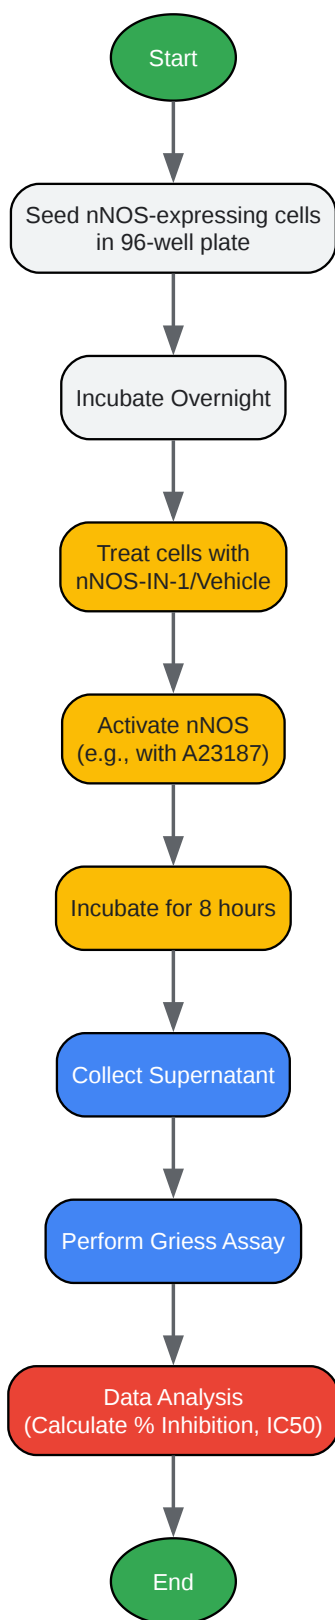 Start
Seed nNOS-expressing cells
in 96-well plate
Incubate Overnight
Treat cells with
nNOS-IN-1/Vehicle
Activate nNOS
(e.g., with A23187)
Incubate for 8 hours
Collect Supernatant
Perform Griess Assay
Data Analysis
(Calculate % Inhibition, IC50)
End